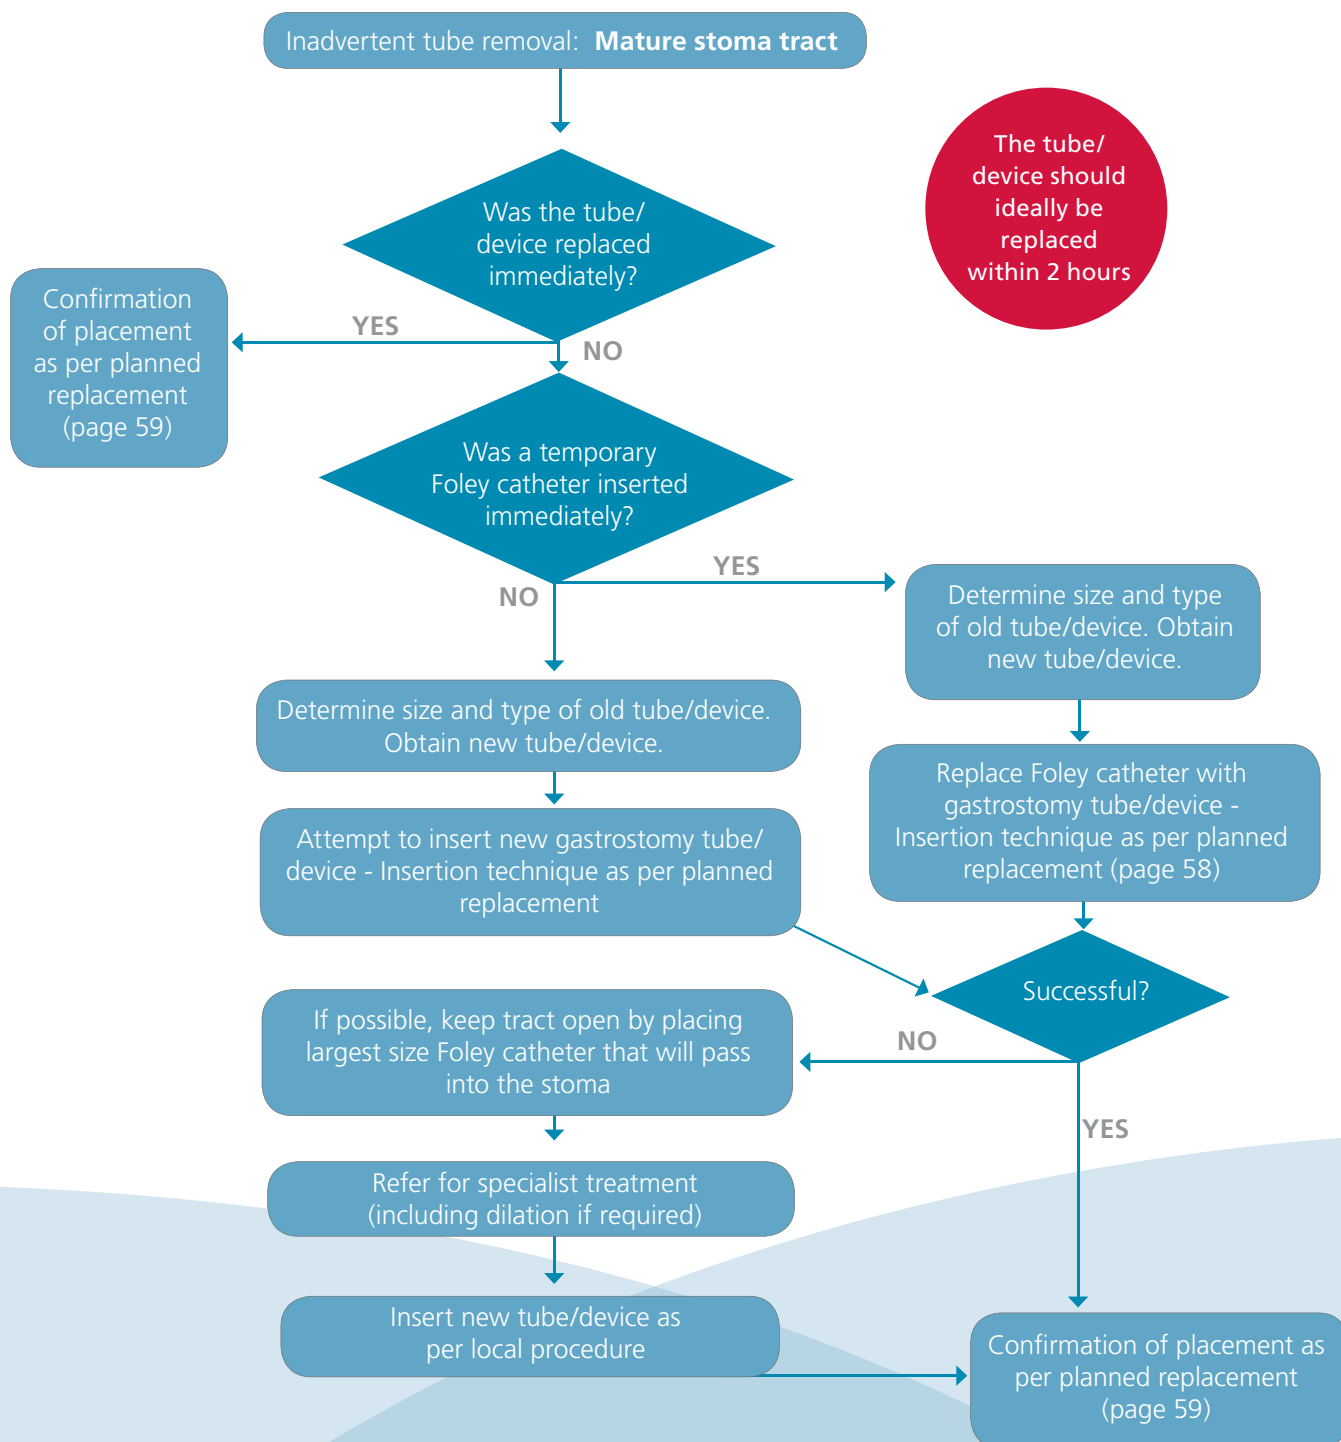 Inadvertent tube removal: Mature stoma tract
The tube/
device should
ideally be
replaced
within 2 hours
Was the tube/
device replaced
immediately?
YES
NO
Confirmation
of placement
as per planned
replacement
(page 59)
Was a temporary
Foley catheter inserted
immediately?
YES
NO
Determine size and type
of old tube/device. Obtain
new tube/device.
Determine size and type of old tube/device.
Obtain new tube/device.
Replace Foley catheter with
gastrostomy tube/device -
Insertion technique as per planned
replacement (page 58)
Attempt to insert new gastrostomy tube/
device - Insertion technique as per planned
replacement
Successful?
NO
YES
If possible, keep tract open by placing
largest size Foley catheter that will pass
into the stoma
Refer for specialist treatment
(including dilation if required)
Insert new tube/device as
per local procedure
Confirmation of placement as
per planned replacement
(page 59)